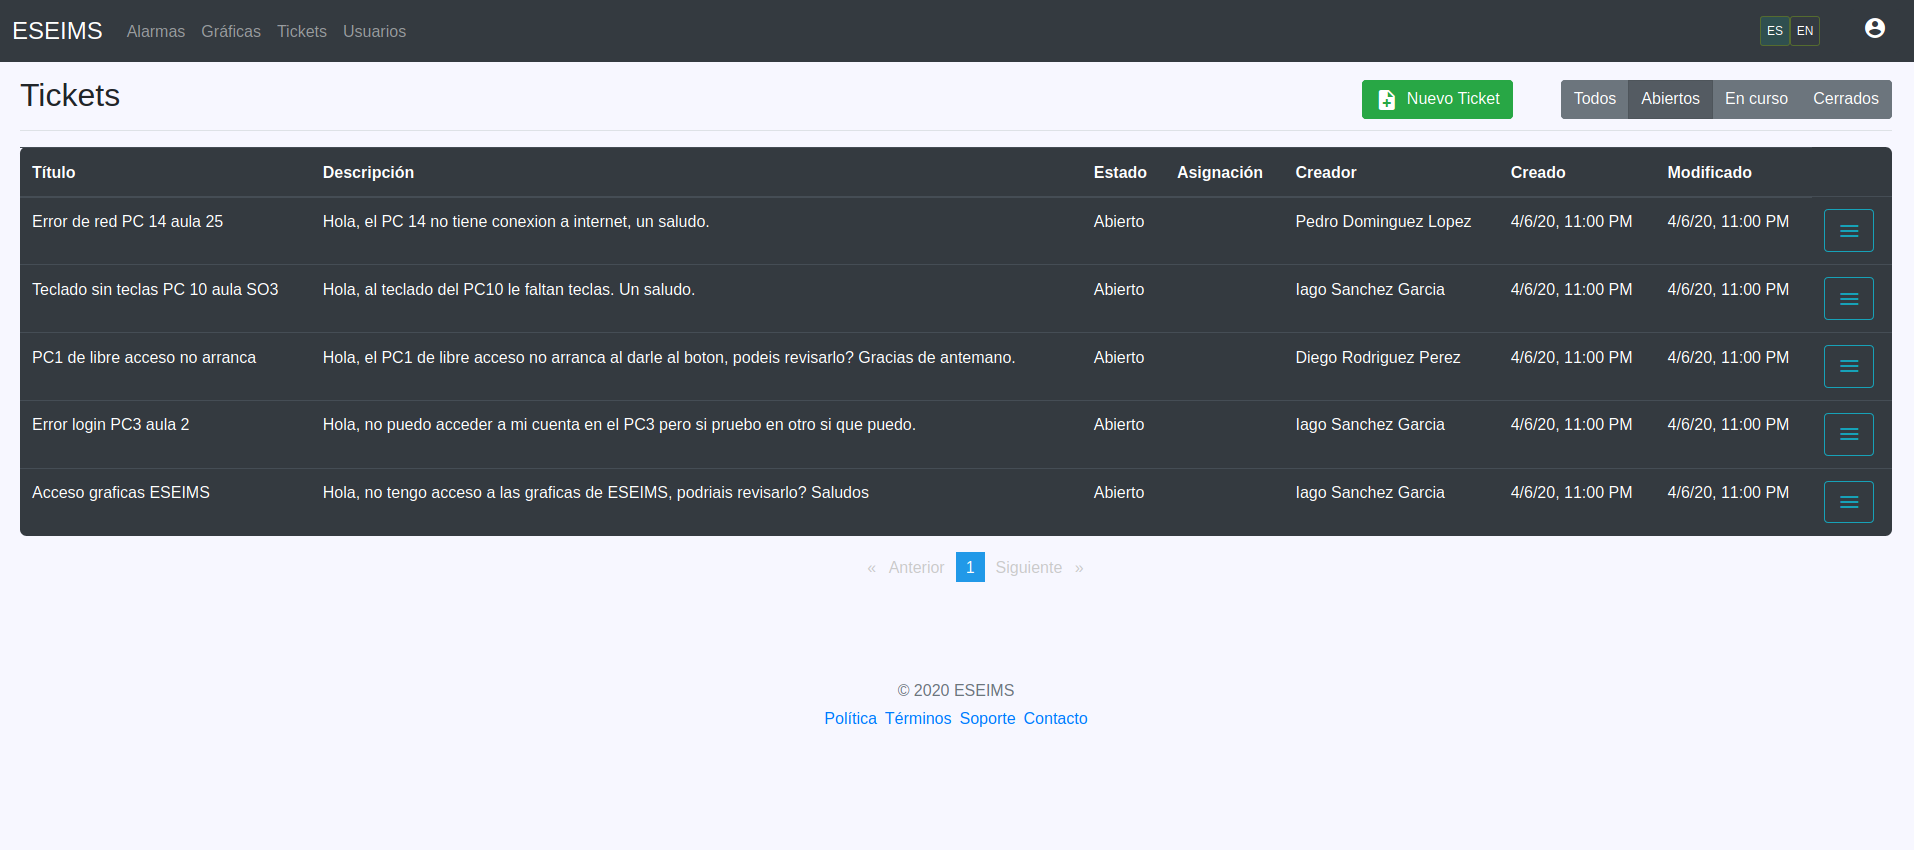 ESEIMS Alarmas Gráficas Tickets Usuarios ES EN
Tickets Nuevo Ticket Todos Abiertos En curso Cerrados
Título Descripción Estado Asignación Creador Creado Modificado
Error de red PC 14 aula 25 Hola, el PC 14 no tiene conexion a internet, un saludo. Abierto Pedro Dominguez Lopez 4/6/20, 11:00 PM 4/6/20, 11:00 PM
Teclado sin teclas PC 10 aula SO3 Hola, al teclado del PC10 le faltan teclas. Un saludo. Abierto Iago Sanchez Garcia 4/6/20, 11:00 PM 4/6/20, 11:00 PM
PC1 de libre acceso no arranca Hola, el PC1 de libre acceso no arranca al darle al boton, podeis revisarlo? Gracias de antemano. Abierto Diego Rodriguez Perez 4/6/20, 11:00 PM 4/6/20, 11:00 PM
Error login PC3 aula 2 Hola, no puedo acceder a mi cuenta en el PC3 pero si pruebo en otro si que puedo. Abierto Iago Sanchez Garcia 4/6/20, 11:00 PM 4/6/20, 11:00 PM
Acceso graficas ESEIMS Hola, no tengo acceso a las graficas de ESEIMS, podriais revisarlo? Saludos Abierto Iago Sanchez Garcia 4/6/20, 11:00 PM 4/6/20, 11:00 PM
« Anterior 1 Siguiente »
© 2020 ESEIMS
Política Términos Soporte Contacto